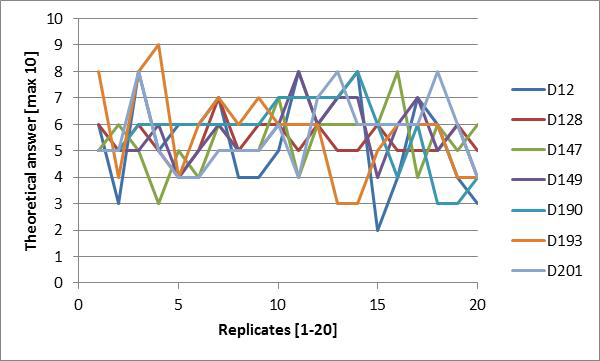 10
9
8
7
6
5
4
3
2
1
0
Theoretical answer [max 10]
0 5 10 15 20
Replicates [1-20]
D12
D128
D147
D149
D190
D193
D201